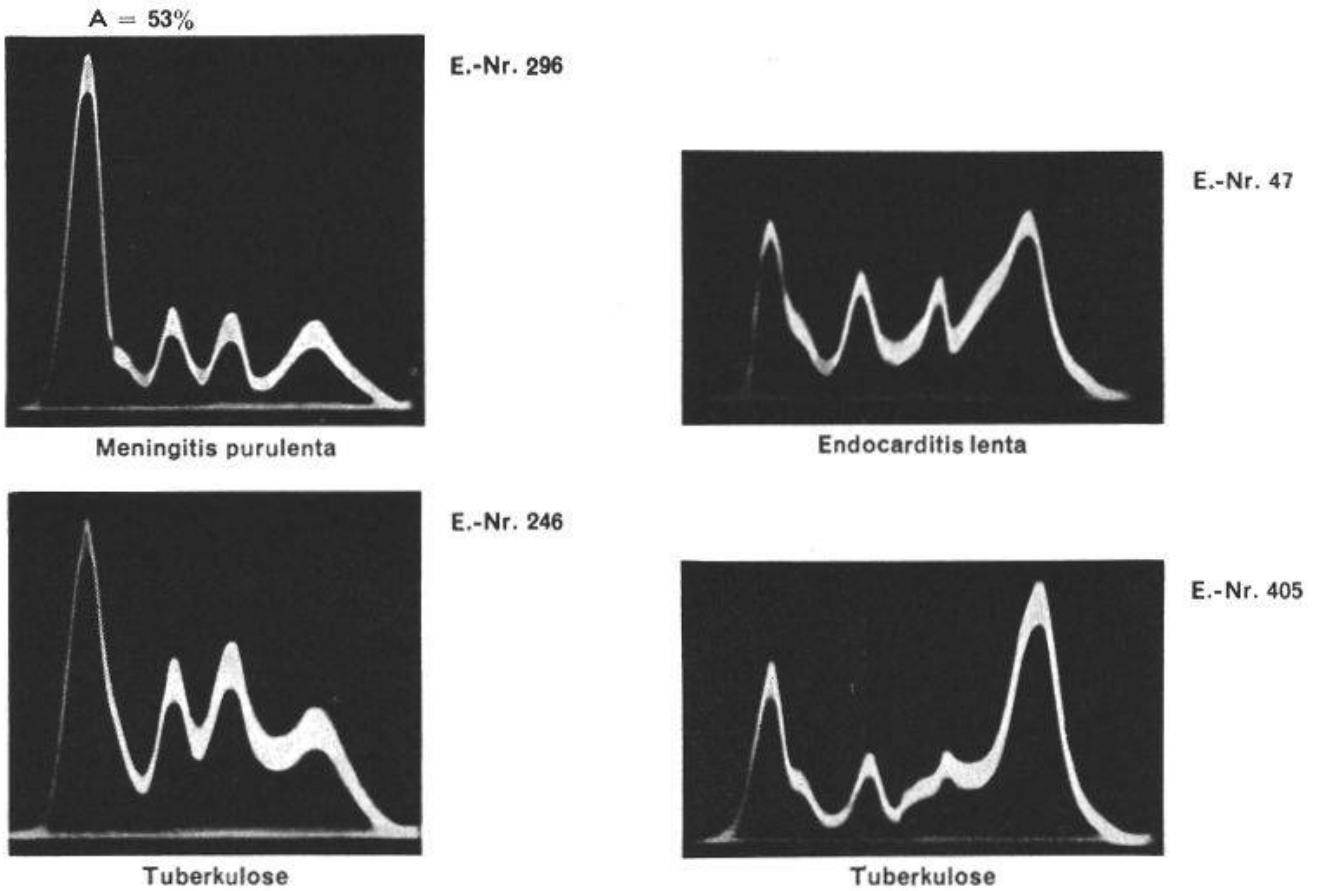 A = 53%
E.-Nr. 296
E.-Nr. 47
Meningitis purulenta
Endocarditis lenta
E.-Nr. 246
E.-Nr. 405
Tuberkulose
Tuberkulose